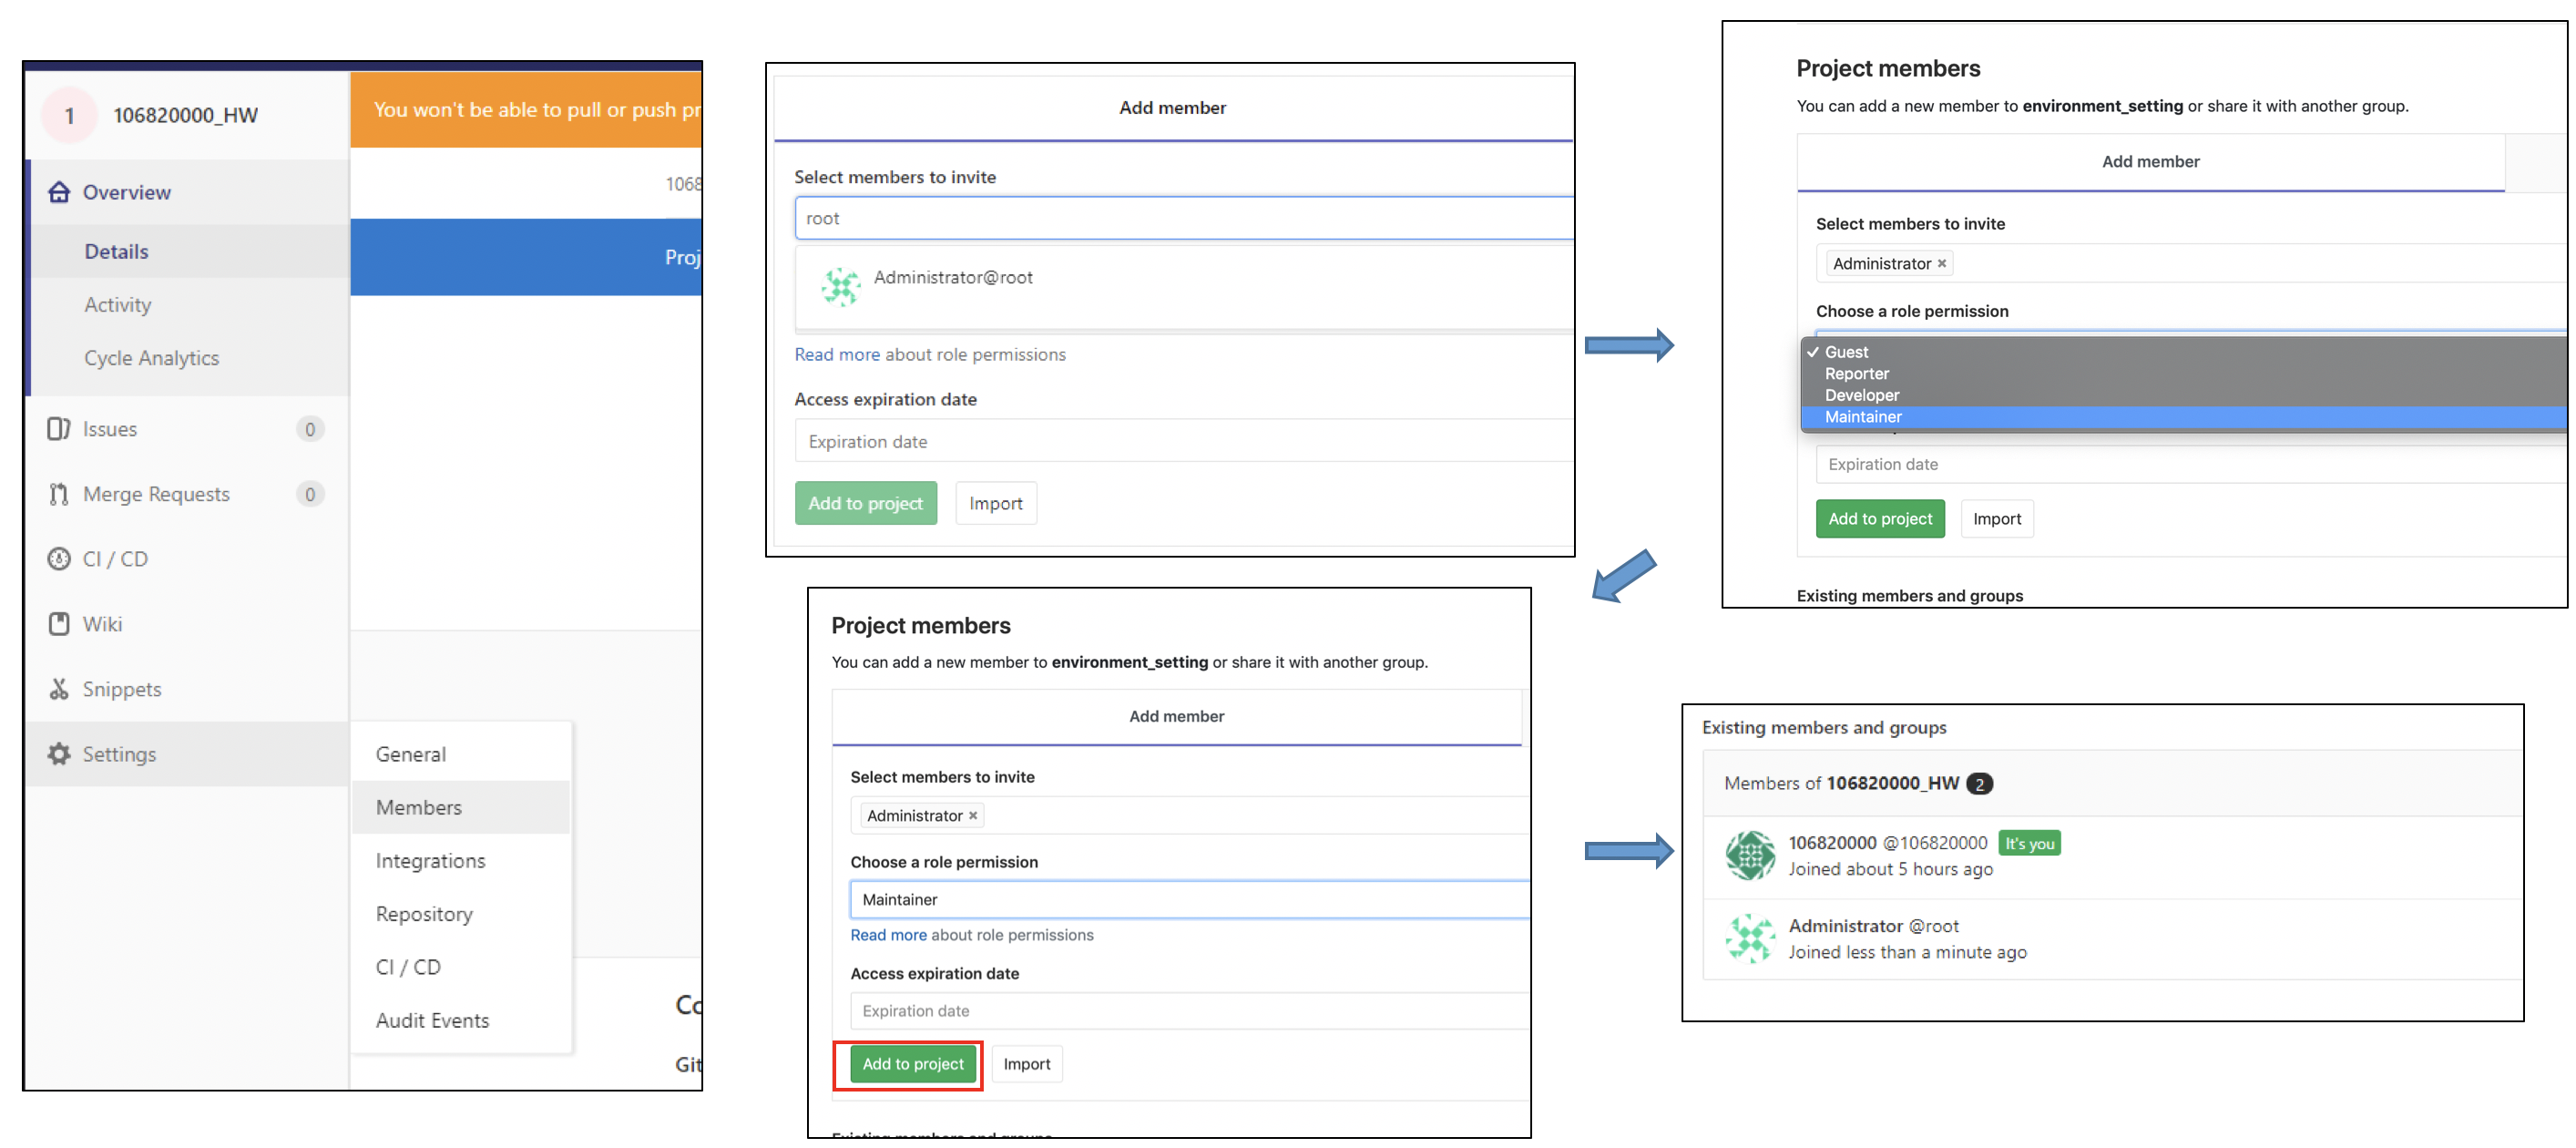 1 106820000_HW
You won't be able to pull or push pr
Overview
1068
Details
Proj
Activity
Cycle Analytics
Issues 0
Merge Requests 0
CI / CD
Wiki
Snippets
Settings
General
Members
Integrations
Repository
CI / CD
Audit Events
Co
Git
Add member
Select members to invite
root
Administrator@root
Read more about role permissions
Access expiration date
Expiration date
Add to project Import
Project members
You can add a new member to environment_setting or share it with another group.
Add member
Select members to invite
Administrator ×
Choose a role permission
✓ Guest
Reporter
Developer
Maintainer
Expiration date
Add to project Import
Existing members and groups
Project members
You can add a new member to environment_setting or share it with another group.
Add member
Select members to invite
Administrator ×
Choose a role permission
Maintainer
Read more about role permissions
Access expiration date
Expiration date
Add to project Import
Existing members and groups
Existing members and groups
Members of 106820000_HW 2
106820000 @106820000 It's you
Joined about 5 hours ago
Administrator @root
Joined less than a minute ago